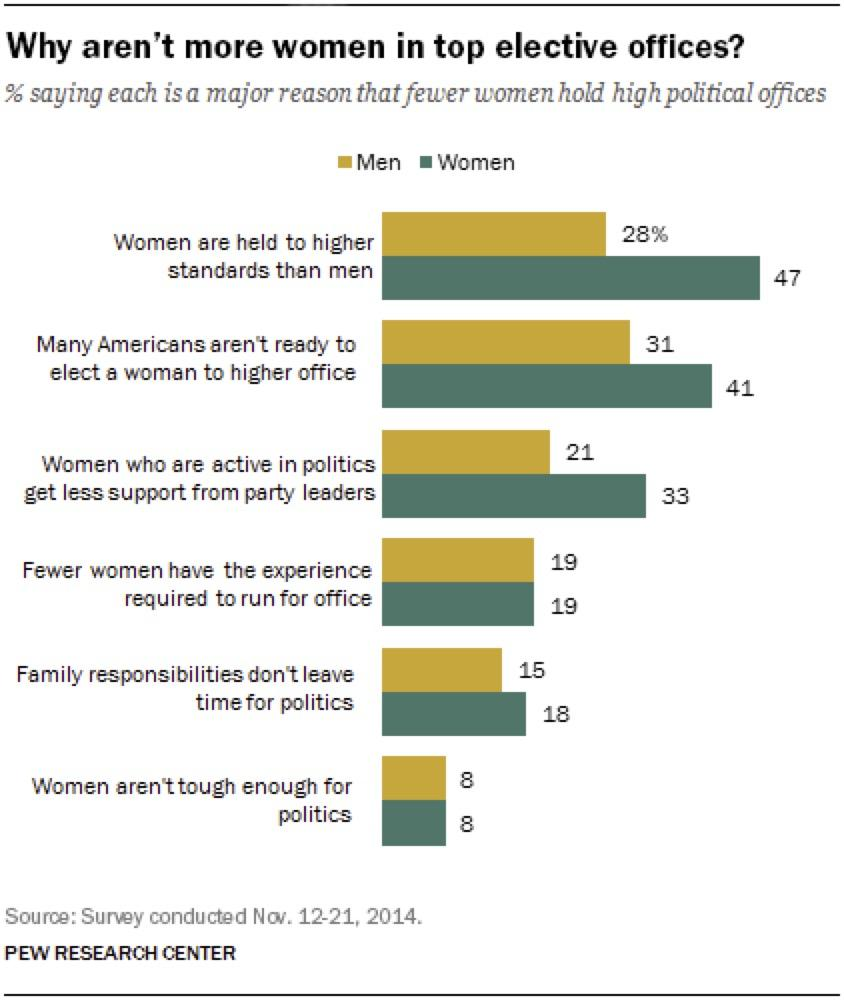 Why aren't more women in top elective offices?
% saying each is a major reason that fewer women hold high political offices
Men Women
Women are held to higher
standards than men
28%
47
Many Americans aren't ready to
elect a woman to higher office
31
41
Women who are active in politics
get less support from party leaders
21
33
Fewer women have the experience
required to run for office
19
19
Family responsibilities don't leave
time for politics
15
18
Women aren't tough enough for
politics
8
8
Source: Survey conducted Nov. 12-21, 2014.
PEW RESEARCH CENTER